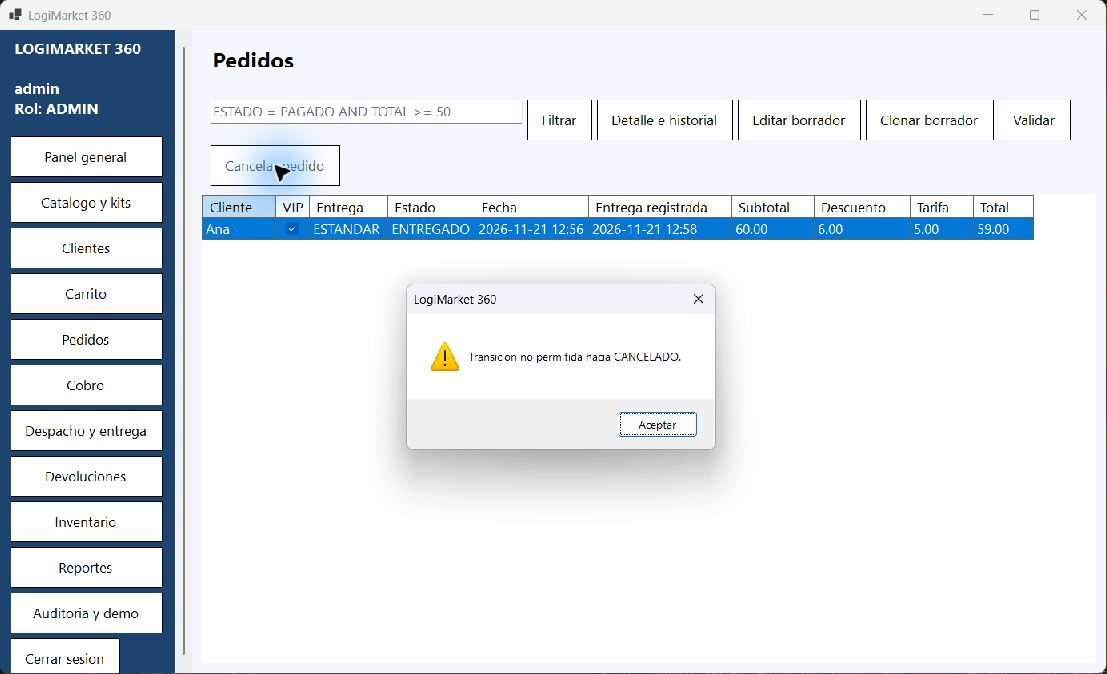 LogiMarket 360
LOGIMARKET 360
admin
Rol: ADMIN
Panel general
Catalogo y kits
Clientes
Carrito
Pedidos
Cobro
Despacho y entrega
Devoluciones
Inventario
Reportes
Auditoria y demo
Cerrar sesion
Pedidos
ESTADO = PAGADO AND TOTAL >= 50
Filtrar
Detalle e historial
Editar borrador
Clonar borrador
Validar
Cancelar pedido
Cliente VIP Entrega Estado Fecha Entrega registrada Subtotal Descuento Tarifa Total
Ana ESTANDAR ENTREGADO 2026-11-21 12:56 2026-11-21 12:58 60.00 6.00 5.00 59.00
LogiMarket 360
Transicion no permitida hacia CANCELADO.
Aceptar